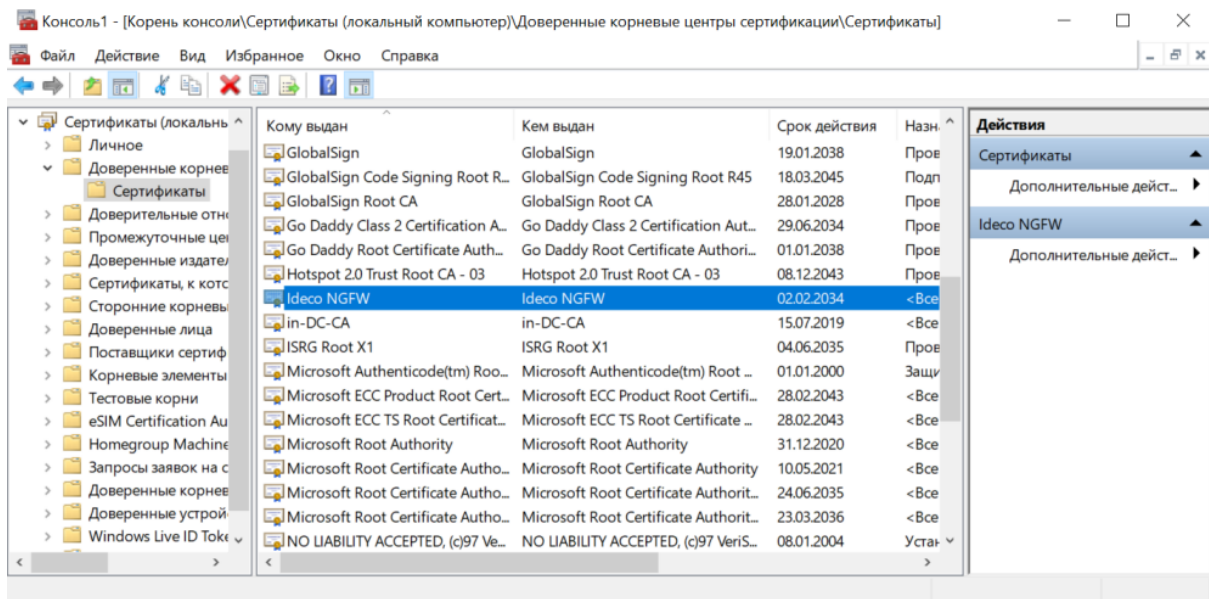 Консоль1 - [Корень консоли\Сертификаты (локальный компьютер)\Доверенные корневые центры сертификации\Сертификаты]
Файл Действие Вид Избранное Окно Справка
Сертификаты (локальнь
Личное
Доверенные корнев
Сертификаты
Доверительные отно
Промежуточные цен
Доверенные издател
Сертификаты, к кото
Сторонние корневы
Доверенные лица
Поставщики сертиф
Корневые элементы
Тестовые корни
eSIM Certification Au
Homegroup Machine
Запросы заявок на с
Доверенные корнев
Доверенные устрой
Windows Live ID Toke
Кому выдан Кем выдан Срок действия Назн
GlobalSign GlobalSign 19.01.2038 Пров
GlobalSign Code Signing Root R... GlobalSign Code Signing Root R45 18.03.2045 Подп
GlobalSign Root CA GlobalSign Root CA 28.01.2028 Пров
Go Daddy Class 2 Certification A... Go Daddy Class 2 Certification Aut... 29.06.2034 Пров
Go Daddy Root Certificate Auth... Go Daddy Root Certificate Authori... 01.01.2038 Пров
Hotspot 2.0 Trust Root CA - 03 Hotspot 2.0 Trust Root CA - 03 08.12.2043 Пров
Ideco NGFW Ideco NGFW 02.02.2034 <Все
in-DC-CA in-DC-CA 15.07.2019 <Все
ISRG Root X1 ISRG Root X1 04.06.2035 Пров
Microsoft Authenticode(tm) Roo... Microsoft Authenticode(tm) Root ... 01.01.2000 Защи
Microsoft ECC Product Root Cert... Microsoft ECC Product Root Certifi... 28.02.2043 <Все
Microsoft ECC TS Root Certificat... Microsoft ECC TS Root Certificate ... 28.02.2043 <Все
Microsoft Root Authority Microsoft Root Authority 31.12.2020 <Все
Microsoft Root Certificate Autho... Microsoft Root Certificate Authority 10.05.2021 <Все
Microsoft Root Certificate Autho... Microsoft Root Certificate Authorit... 24.06.2035 <Все
Microsoft Root Certificate Autho... Microsoft Root Certificate Authorit... 23.03.2036 <Все
NO LIABILITY ACCEPTED, (c)97 Ve... NO LIABILITY ACCEPTED, (c)97 VeriS... 08.01.2004 Устан
Действия
Сертификаты
Дополнительные дейст...
Ideco NGFW
Дополнительные дейст...